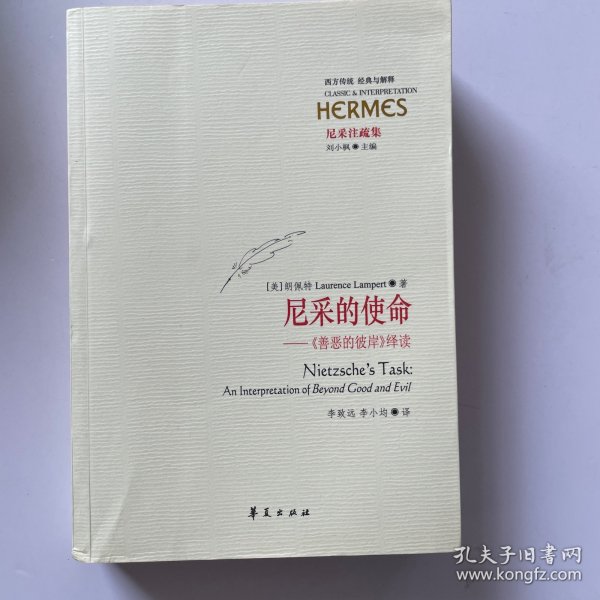 西方传统 经典与解释
CLASSIC & INTERPRETATION
HERMES
尼采注疏集
刘小枫◉主编
[美]朗佩特 Laurence Lampert◉著
尼采的使命
——《善恶的彼岸》绎读
Nietzsche's Task:
An Interpretation of Beyond Good and Evil
李致远 李小均◉译
华夏出版社
孔夫子旧书网
www.kongfz.com